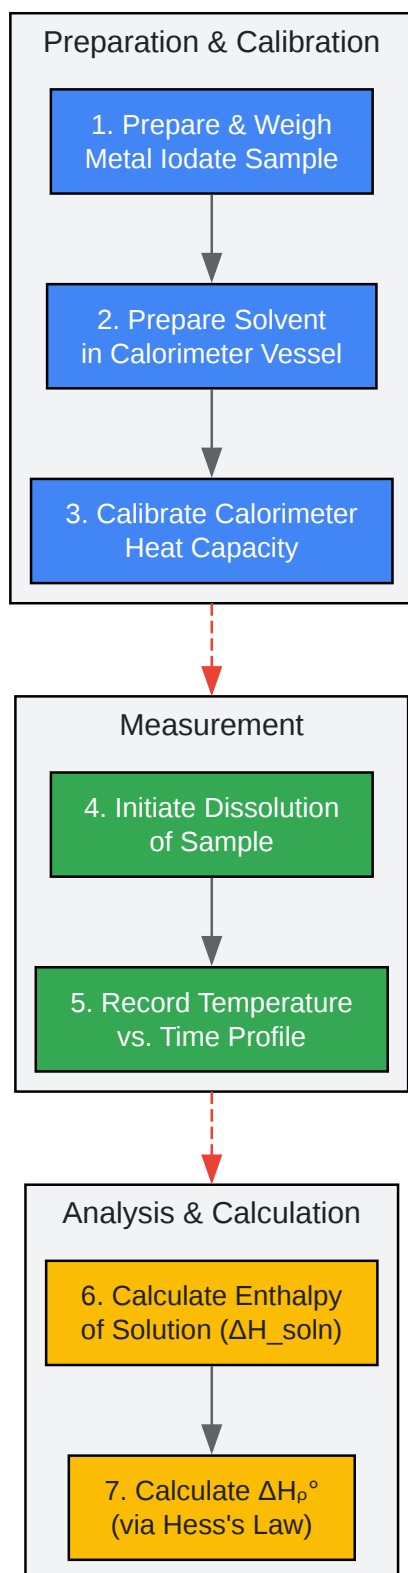 Preparation & Calibration
1. Prepare & Weigh
Metal Iodate Sample
2. Prepare Solvent
in Calorimeter Vessel
3. Calibrate Calorimeter
Heat Capacity
Measurement
4. Initiate Dissolution
of Sample
5. Record Temperature
vs. Time Profile
Analysis & Calculation
6. Calculate Enthalpy
of Solution (ΔH_soln)
7. Calculate ΔHᵨ°
(via Hess's Law)